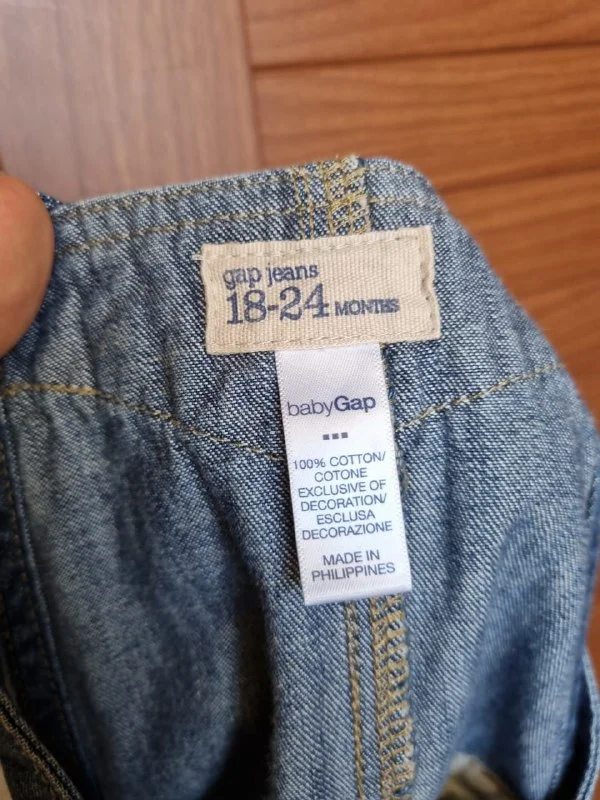 gap jeans
18-24 MONTHS
babyGap
100% COTTON/
COTONE
EXCLUSIVE OF
DECORATION/
ESCLUSA
DECORAZIONE
MADE IN
PHILIPPINES